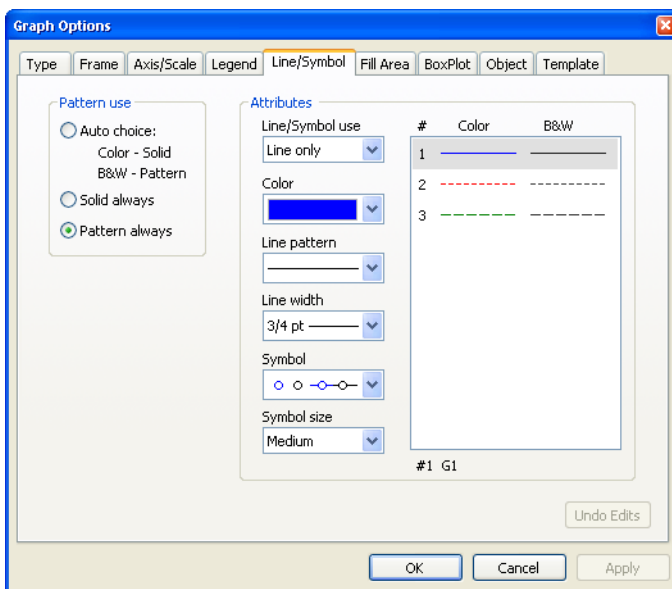 Graph Options
Type Frame Axis/Scale Legend Line/Symbol Fill Area BoxPlot Object Template
Pattern use
Auto choice:
Color - Solid
B&W - Pattern
Solid always
Pattern always
Attributes
Line/Symbol use
Line only
Color
Line pattern
Line width
3/4 pt
Symbol
Symbol size
Medium
# Color B&W
1
2
3
#1 G1
Undo Edits
OK Cancel Apply